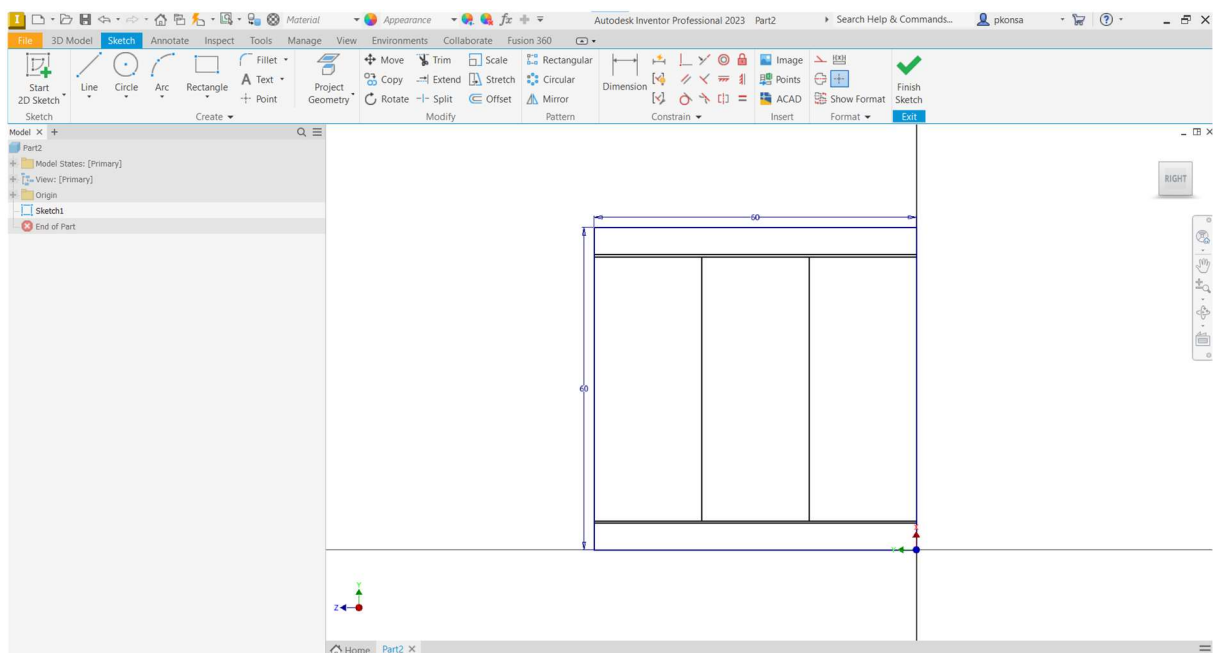 I Material Appearance fx Autodesk Inventor Professional 2023 Part2 Search Help & Commands... pkonsa
File 3D Model Sketch Annotate Inspect Tools Manage View Environments Collaborate Fusion 360
Start 2D Sketch Line Circle Arc Rectangle Fillet Text Point Project Geometry
Move Trim Scale Rectangular
Copy Extend Stretch Circular
Rotate Split Offset Mirror
Dimension Image Points ACAD Show Format Finish Sketch
Sketch Create Modify Pattern Constrain Insert Format Exit
Model × +
Part2
Model States: [Primary]
View: [Primary]
Origin
Sketch1
End of Part
RIGHT
60
60
Y
Z
Home Part2 ×